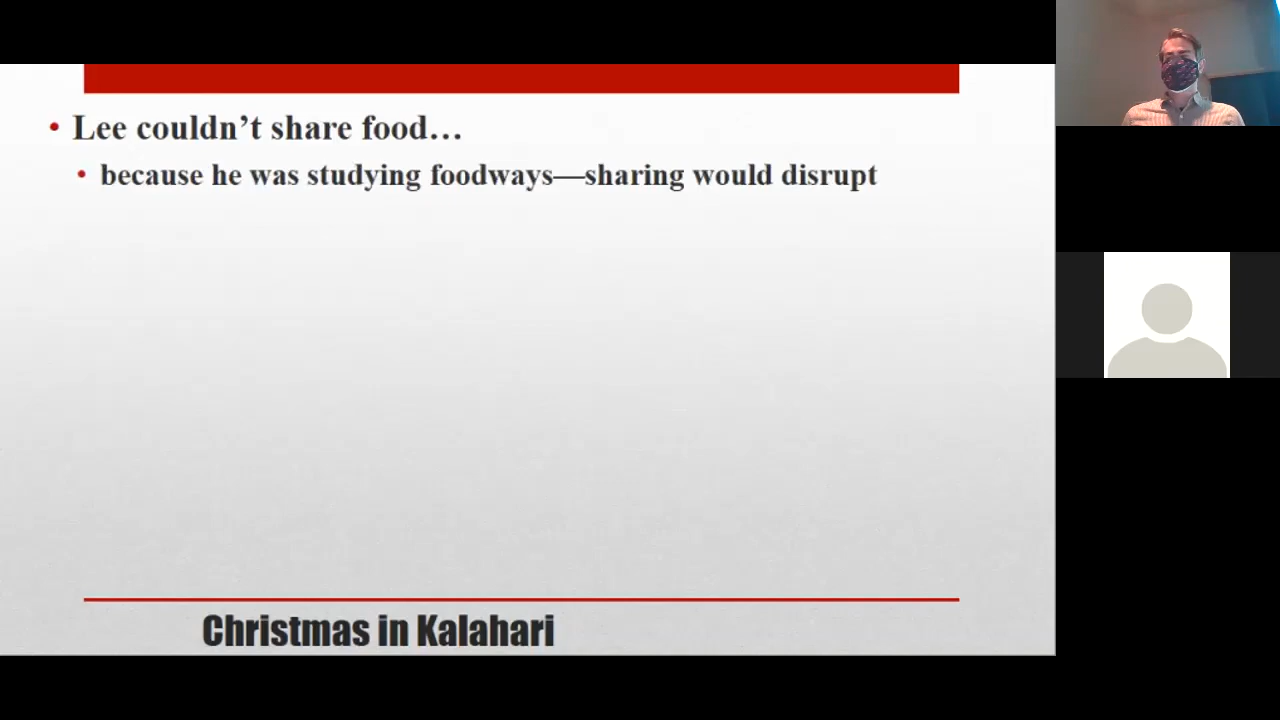 Lee couldn’t share food…
because he was studying foodways—sharing would disrupt
Christmas in Kalahari